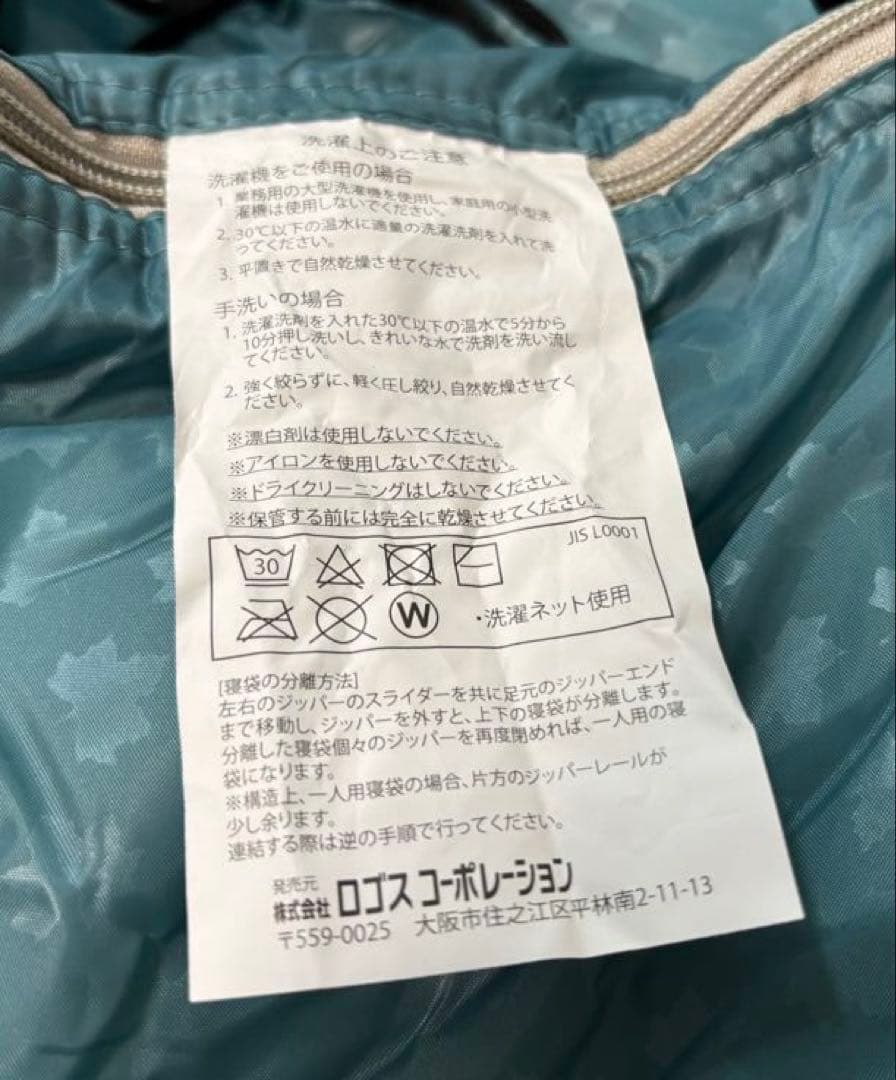 洗濯上のご注意
洗濯機をご使用の場合
1. 業務用の大型洗濯機を使用し、家庭用の小型洗
濯機は使用しないでください。
2. 30℃以下の温水に適量の洗濯洗剤を入れて洗
ってください。
3. 平置きで自然乾燥させてください。
手洗いの場合
1. 洗濯洗剤を入れた30℃以下の温水で5分から
10分押し洗いし、きれいな水で洗剤を洗い流し
てください。
2. 強く絞らずに、軽く圧し絞り、自然乾燥させてく
ださい。
※漂白剤は使用しないでください。
※アイロンを使用しないでください。
※ドライクリーニングはしないでください。
※保管する前には完全に乾燥させてください。
JIS L0001
30
W
・洗濯ネット使用
[寝袋の分離方法]
左右のジッパーのスライダーを共に足元のジッパーエンド
まで移動し、ジッパーを外すと、上下の寝袋が分離します。
分離した寝袋個々のジッパーを再度閉めれば、一人用の寝
袋になります。
※構造上、一人用寝袋の場合、片方のジッパーレールが
少し余ります。
連結する際は逆の手順で行ってください。
発売元
株式会社 ロゴス コーポレーション
〒559-0025 大阪市住之江区平林南2-11-13